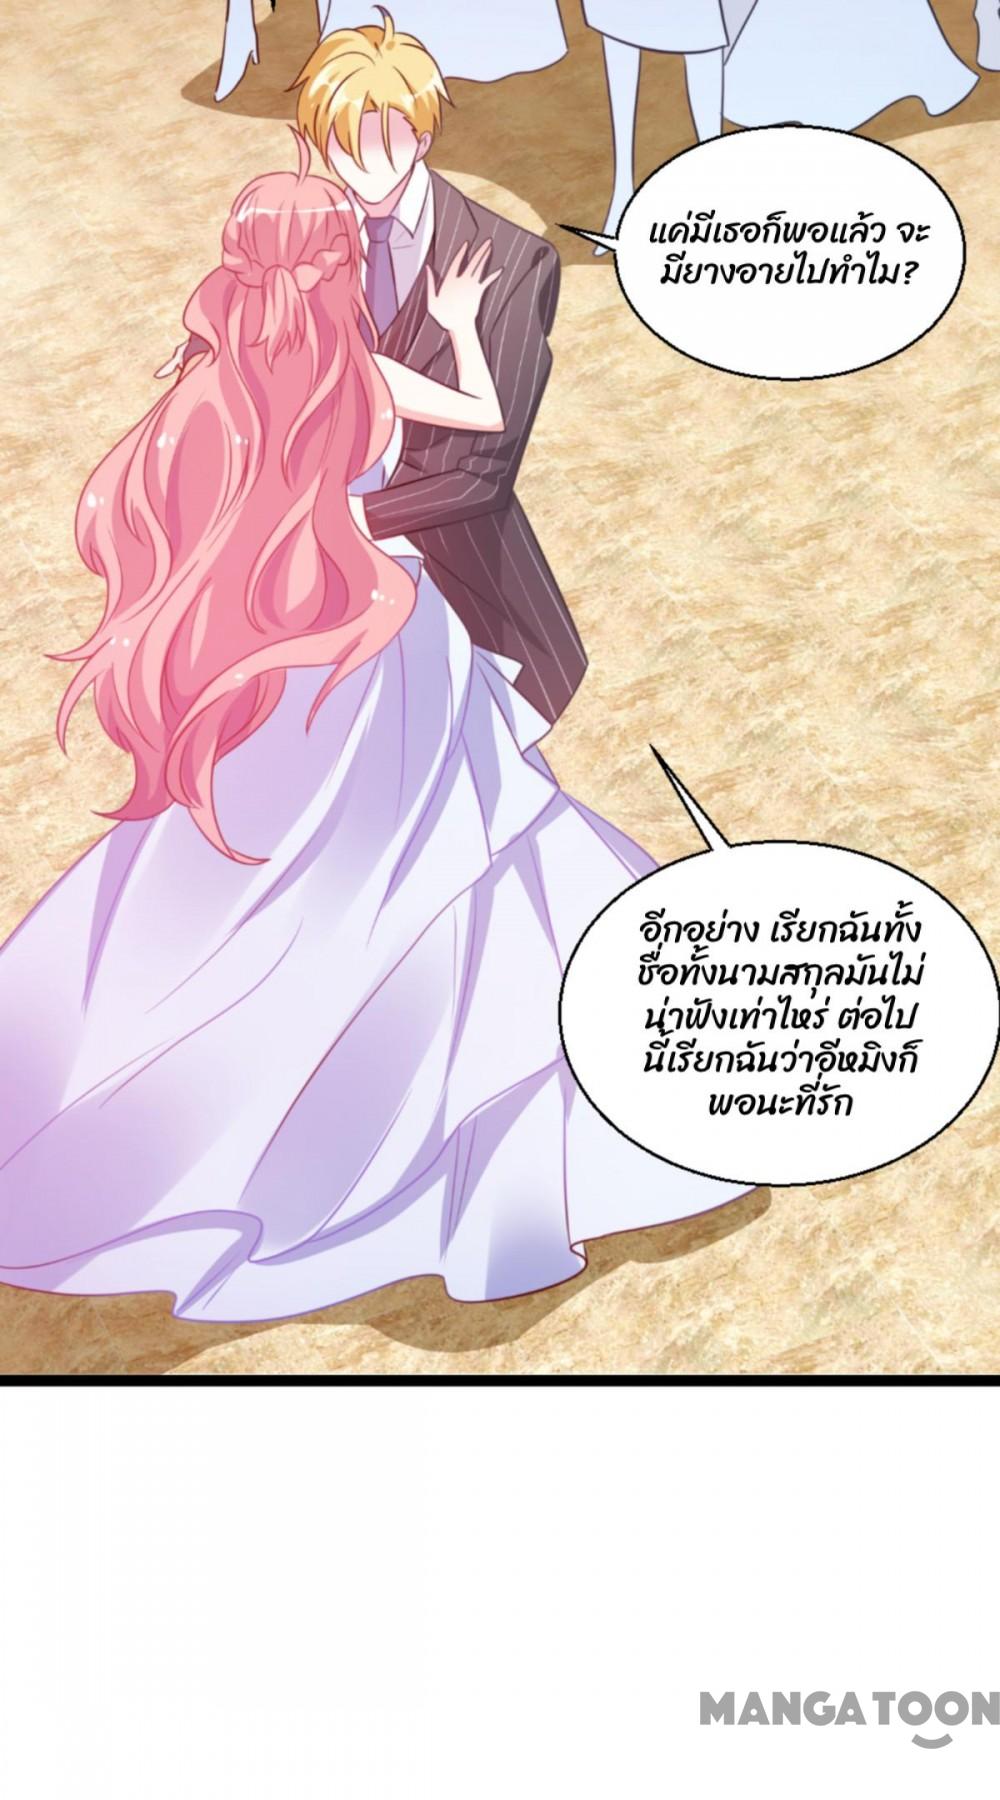 แค่มีเธอก็พอแล้ว จะ
มียางอายไปทำไม?
อีกอย่าง เรียกฉันทั้ง
ชื่อทั้งนามสกุลมันไม่
น่าฟังเท่าไหร่ ต่อไป
นี้เรียกฉันว่าอีหมิงก็
พอนะที่รัก
MANGATOON